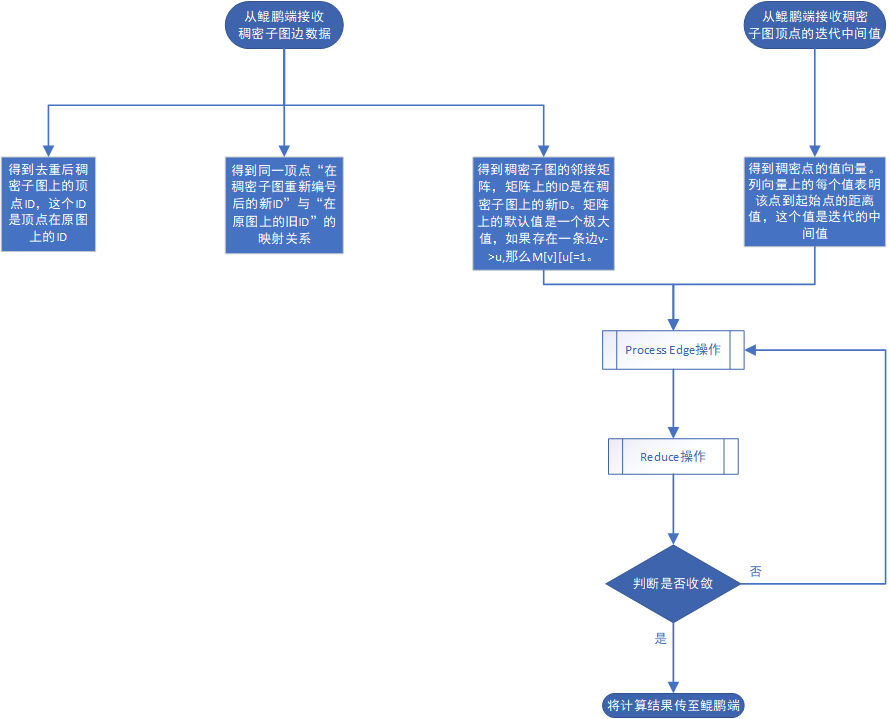 从鲲鹏端接收
稠密子图边数据
从鲲鹏端接收稠密
子图顶点的迭代中间值
得到去重后稠
密子图上的顶
点ID，这个ID
是顶点在原图
上的ID
得到同一顶点“在
稠密子图重新编号
后的新ID”与“在
原图上的旧ID”的
映射关系
得到稠密子图的邻接矩
阵，矩阵上的ID是在稠
密子图上的新ID。矩阵
上的默认值是一个极大
值，如果存在一条边v-
>u,那么M[v][u[=1。
得到稠密点的值向量。
列向量上的每个值表明
该点到起始点的距离
值，这个值是迭代的中
间值
Process Edge操作
Reduce操作
判断是否收敛
否
是
将计算结果传至鲲鹏端